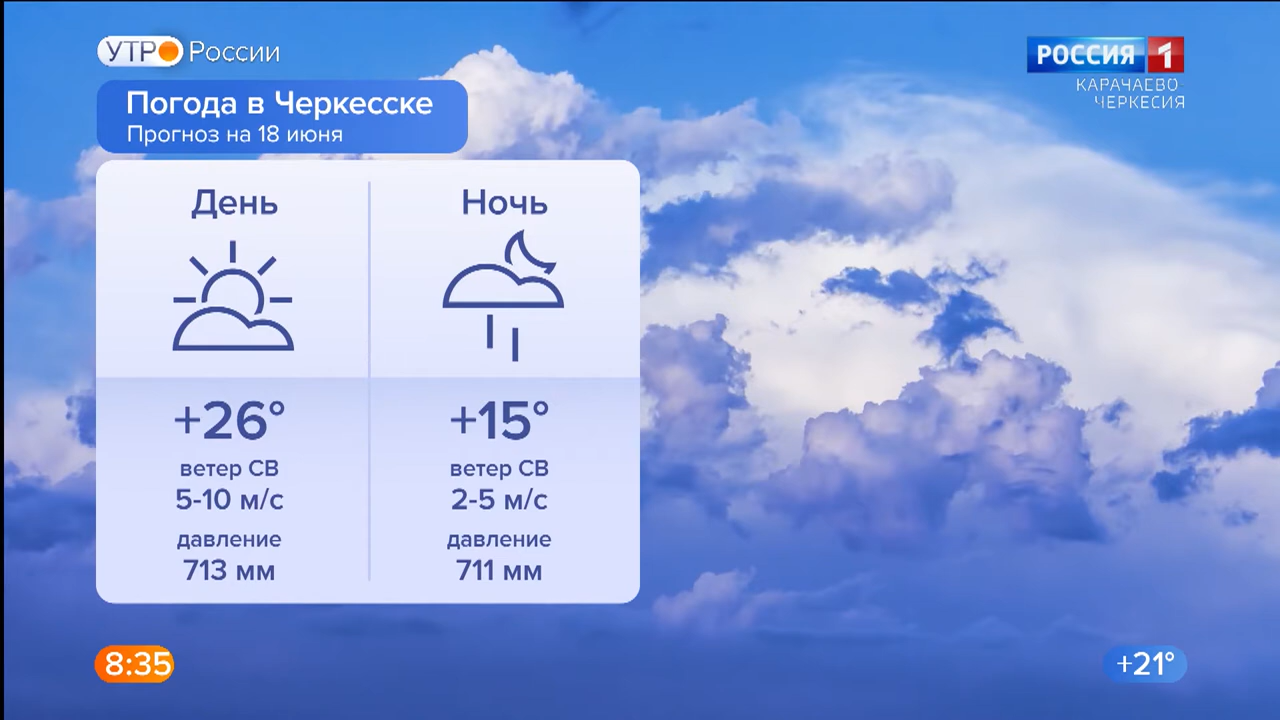 УТРО России
РОССИЯ 1
КАРАЧАЕВО-
ЧЕРКЕСИЯ
Погода в Черкесске
Прогноз на 18 июня
День
Ночь
+26°
ветер СВ
5-10 м/с
давление
713 мм
+15°
ветер СВ
2-5 м/с
давление
711 мм
8:35
+21°